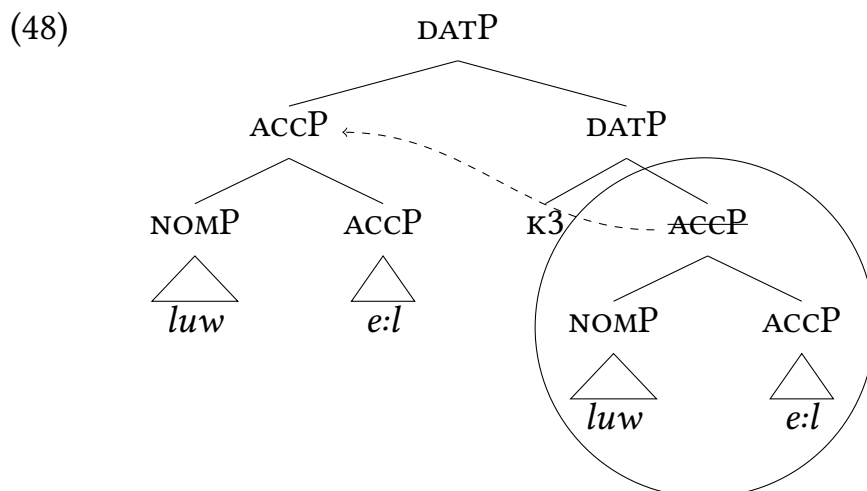 (48)
DATP
ACCP DATP
NOMP ACCP K3 ACCP
luw e:l NOMP ACCP
luw e:l